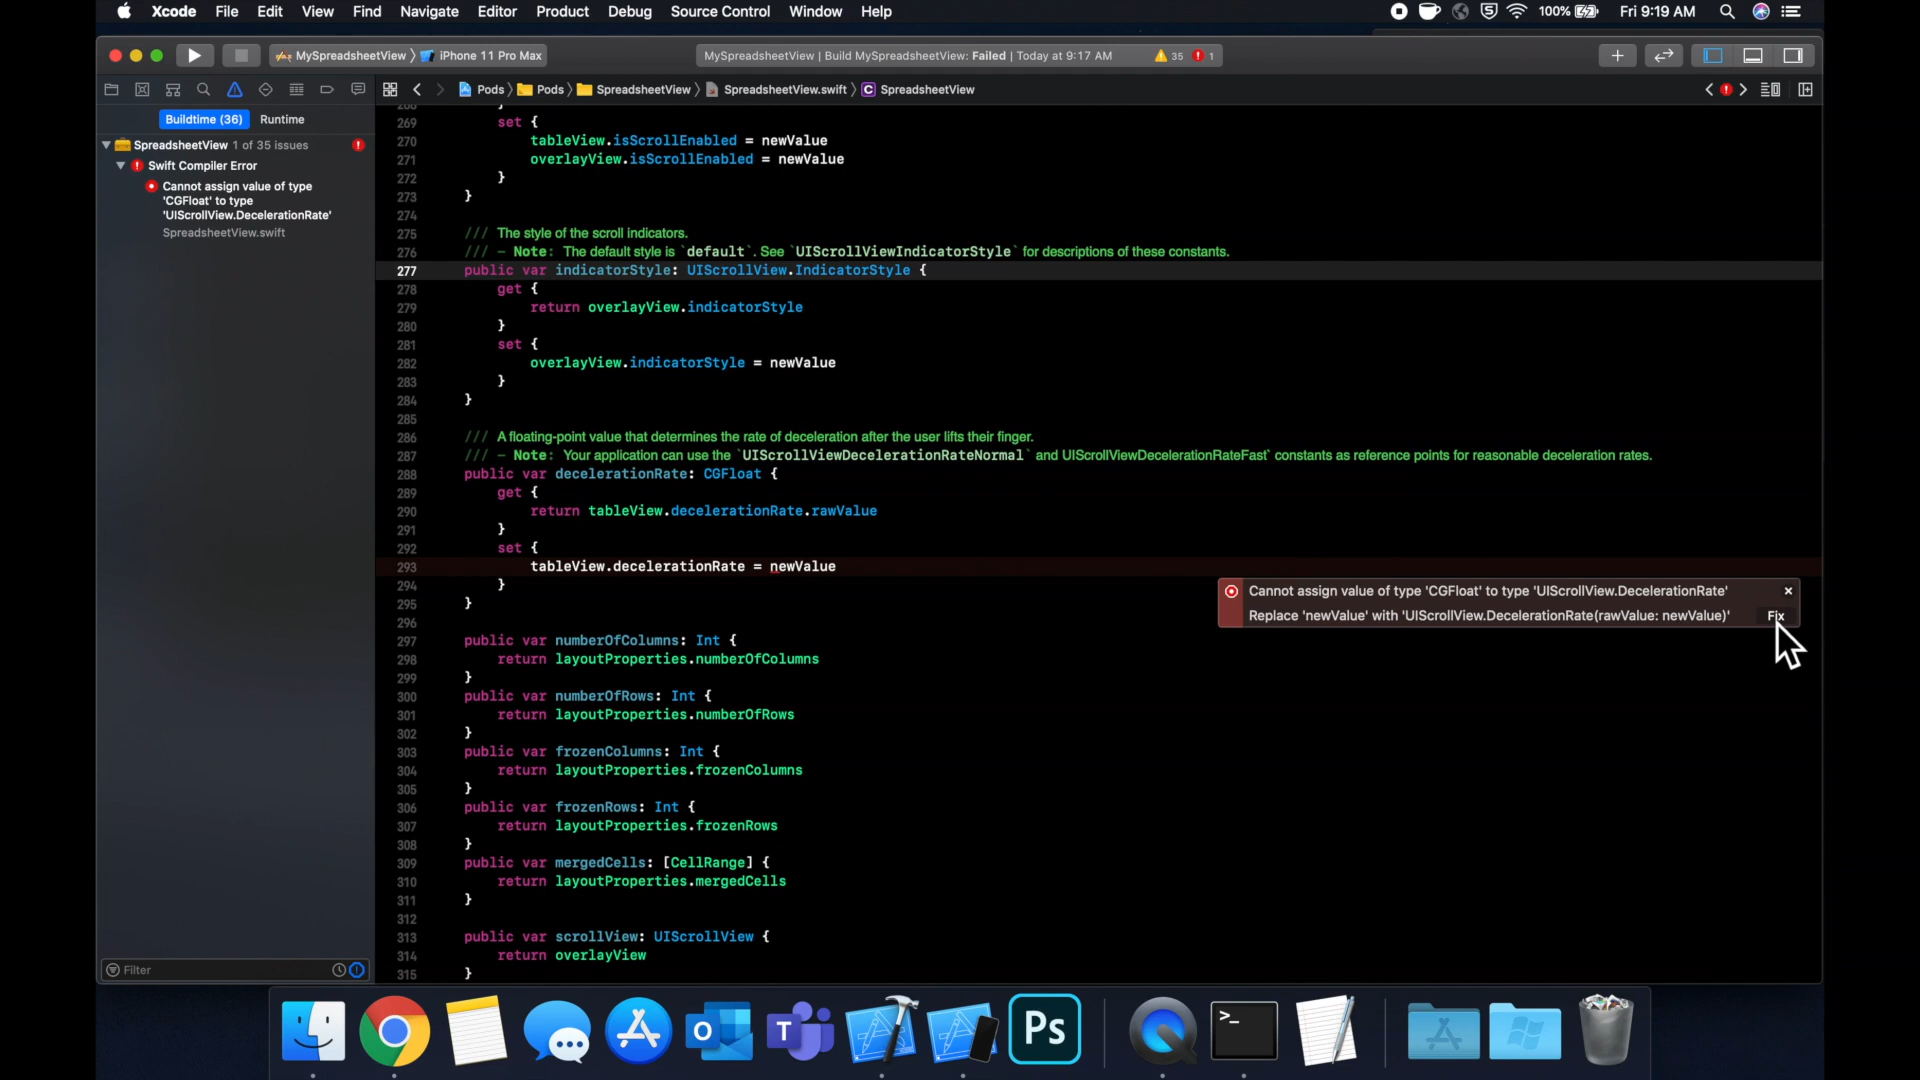 Xcode File Edit View Find Navigate Editor Product Debug Source Control Window Help
100% Fri 9:19 AM
MySpreadsheetView 〉 iPhone 11 Pro Max
MySpreadsheetView | Build MySpreadsheetView: Failed | Today at 9:17 AM 35 1
Pods 〉 Pods 〉 SpreadsheetView 〉 SpreadsheetView.swift 〉 C SpreadsheetView
Buildtime (36) Runtime
SpreadsheetView 1 of 35 issues
Swift Compiler Error
Cannot assign value of type
'CGFloat' to type
'UIScrollView.DecelerationRate'
SpreadsheetView.swift
Filter
268 }
269 set {
270 tableView.isScrollEnabled = newValue
271 overlayView.isScrollEnabled = newValue
272 }
273 }
274
275 /// The style of the scroll indicators.
276 /// - Note: The default style is `default`. See `UIScrollViewIndicatorStyle` for descriptions of these constants.
277 public var indicatorStyle: UIScrollView.IndicatorStyle {
278 get {
279 return overlayView.indicatorStyle
280 }
281 set {
282 overlayView.indicatorStyle = newValue
283 }
284 }
285
286 /// A floating-point value that determines the rate of deceleration after the user lifts their finger.
287 /// - Note: Your application can use the `UIScrollViewDecelerationRateNormal` and UIScrollViewDecelerationRateFast` constants as reference points for reasonable deceleration rates.
288 public var decelerationRate: CGFloat {
289 get {
290 return tableView.decelerationRate.rawValue
291 }
292 set {
293 tableView.decelerationRate = newValue
294 }
Cannot assign value of type 'CGFloat' to type 'UIScrollView.DecelerationRate'
Replace 'newValue' with 'UIScrollView.DecelerationRate(rawValue: newValue)' Fix
295 }
296
297 public var numberOfColumns: Int {
298 return layoutProperties.numberOfColumns
299 }
300 public var numberOfRows: Int {
301 return layoutProperties.numberOfRows
302 }
303 public var frozenColumns: Int {
304 return layoutProperties.frozenColumns
305 }
306 public var frozenRows: Int {
307 return layoutProperties.frozenRows
308 }
309 public var mergedCells: [CellRange] {
310 return layoutProperties.mergedCells
311 }
312
313 public var scrollView: UIScrollView {
314 return overlayView
315 }
O T Ps >_